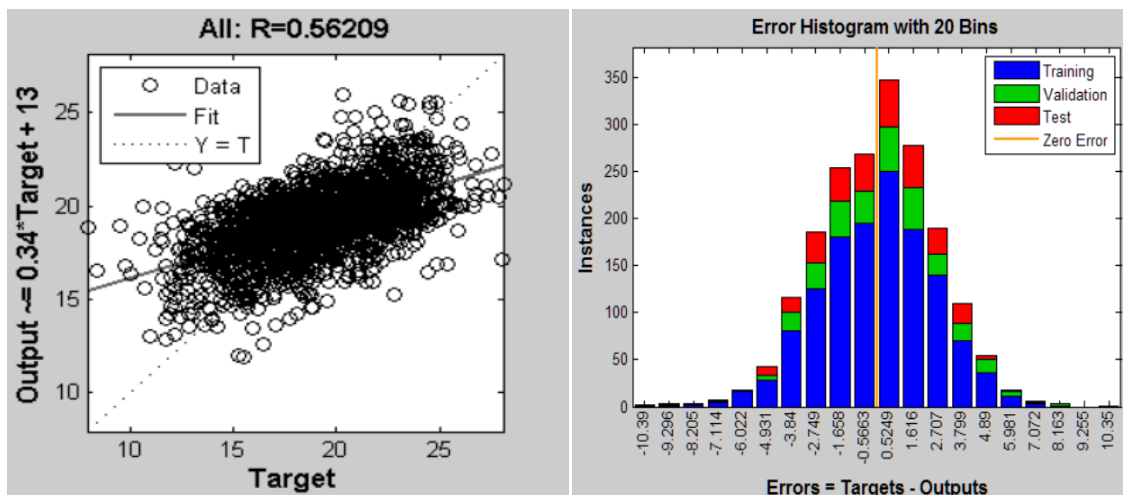 All: R=0.56209
Data
Fit
Y = T
Output ~= 0.34*Target + 13
25
20
15
10
10 15 20 25
Target
Error Histogram with 20 Bins
Training
Validation
Test
Zero Error
Instances
350
300
250
200
150
100
50
0
-10.39 -9.296 -8.205 -7.114 -6.022 -4.931 -3.84 -2.749 -1.658 -0.5663 0.5249 1.616 2.707 3.799 4.89 5.981 7.072 8.163 9.255 10.35
Errors = Targets - Outputs